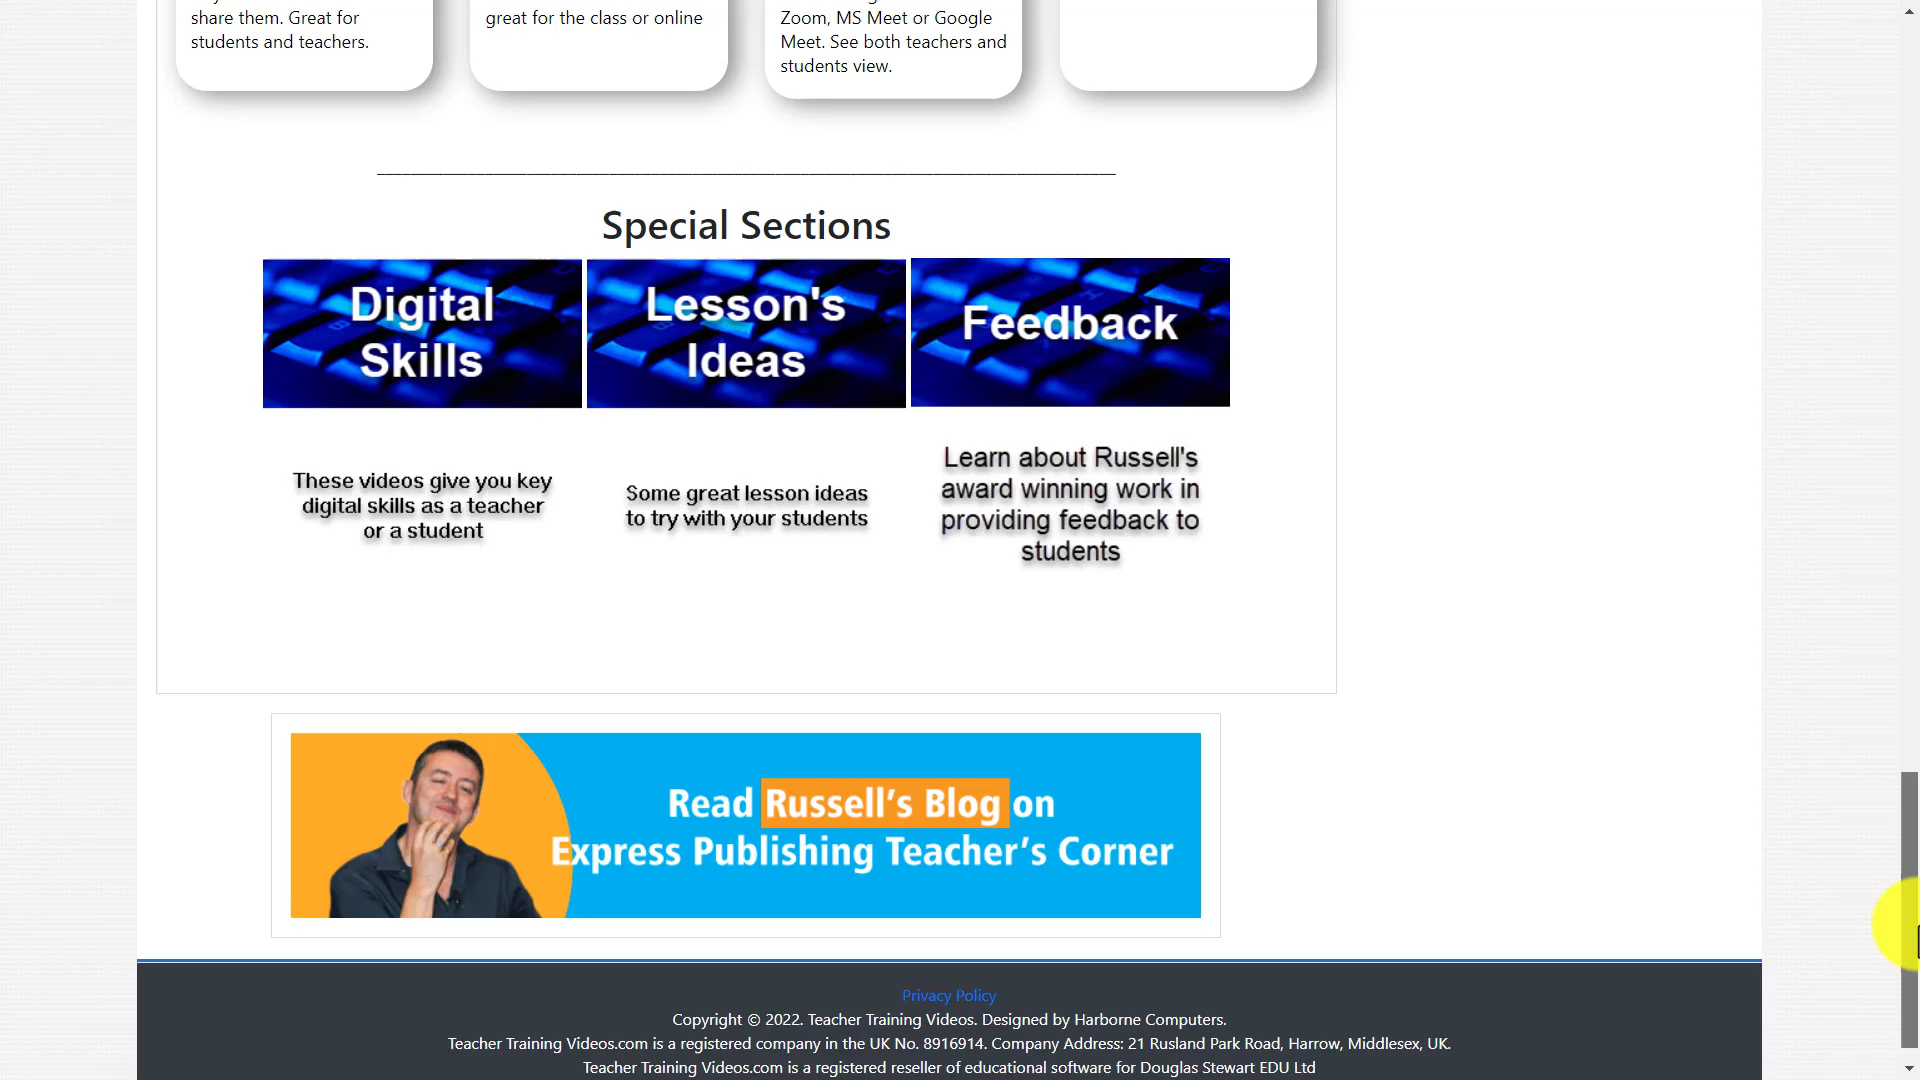 share them. Great for
students and teachers.
great for the class or online
Zoom, MS Meet or Google
Meet. See both teachers and
students view.
Special Sections
Digital
Skills
Lesson's
Ideas
Feedback
These videos give you key
digital skills as a teacher
or a student
Some great lesson ideas
to try with your students
Learn about Russell's
award winning work in
providing feedback to
students
Read Russell's Blog on
Express Publishing Teacher's Corner
Privacy Policy
Copyright © 2022. Teacher Training Videos. Designed by Harborne Computers.
Teacher Training Videos.com is a registered company in the UK No. 8916914. Company Address: 21 Rusland Park Road, Harrow, Middlesex, UK.
Teacher Training Videos.com is a registered reseller of educational software for Douglas Stewart EDU Ltd